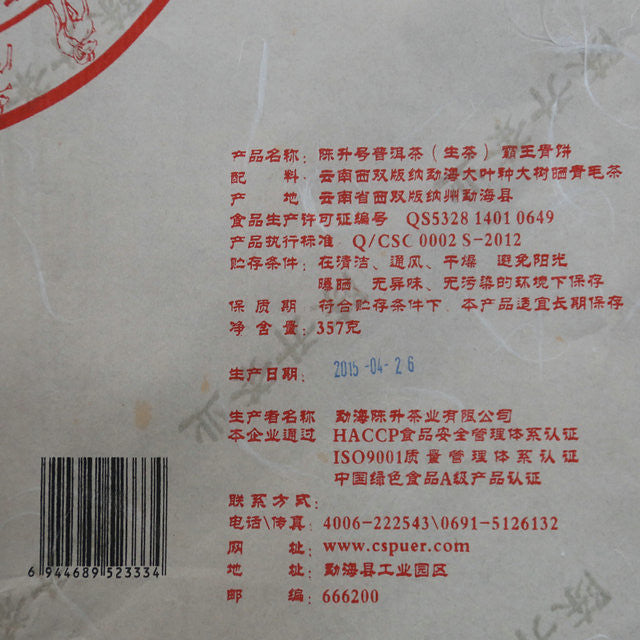 产品名称: 陈升号普洱茶(生茶) 霸王青饼
配 料: 云南西双版纳勐海大叶种大树晒青毛茶
产 地: 云南省西双版纳州勐海县
食品生产许可证编号 QS5328 1401 0649
产品执行标准 Q/CSC 0002 S-2012
贮存条件: 在清洁、通风、干燥 避免阳光
曝晒、无异味、无污染的环境下保存
保 质 期: 符合贮存条件下、本产品适宜长期保存
净 含 量: 357克
生产日期: 2015-04-26
生产者名称 勐海陈升茶业有限公司
本企业通过 HACCP食品安全管理体系认证
ISO9001质量管理体系认证
中国绿色食品A级产品认证
联系方式:
电话\传真: 4006-222543\0691-5126132
网 址: www.cspuer.com
地 址: 勐海县工业园区
邮 编: 666200
6 944689 523334